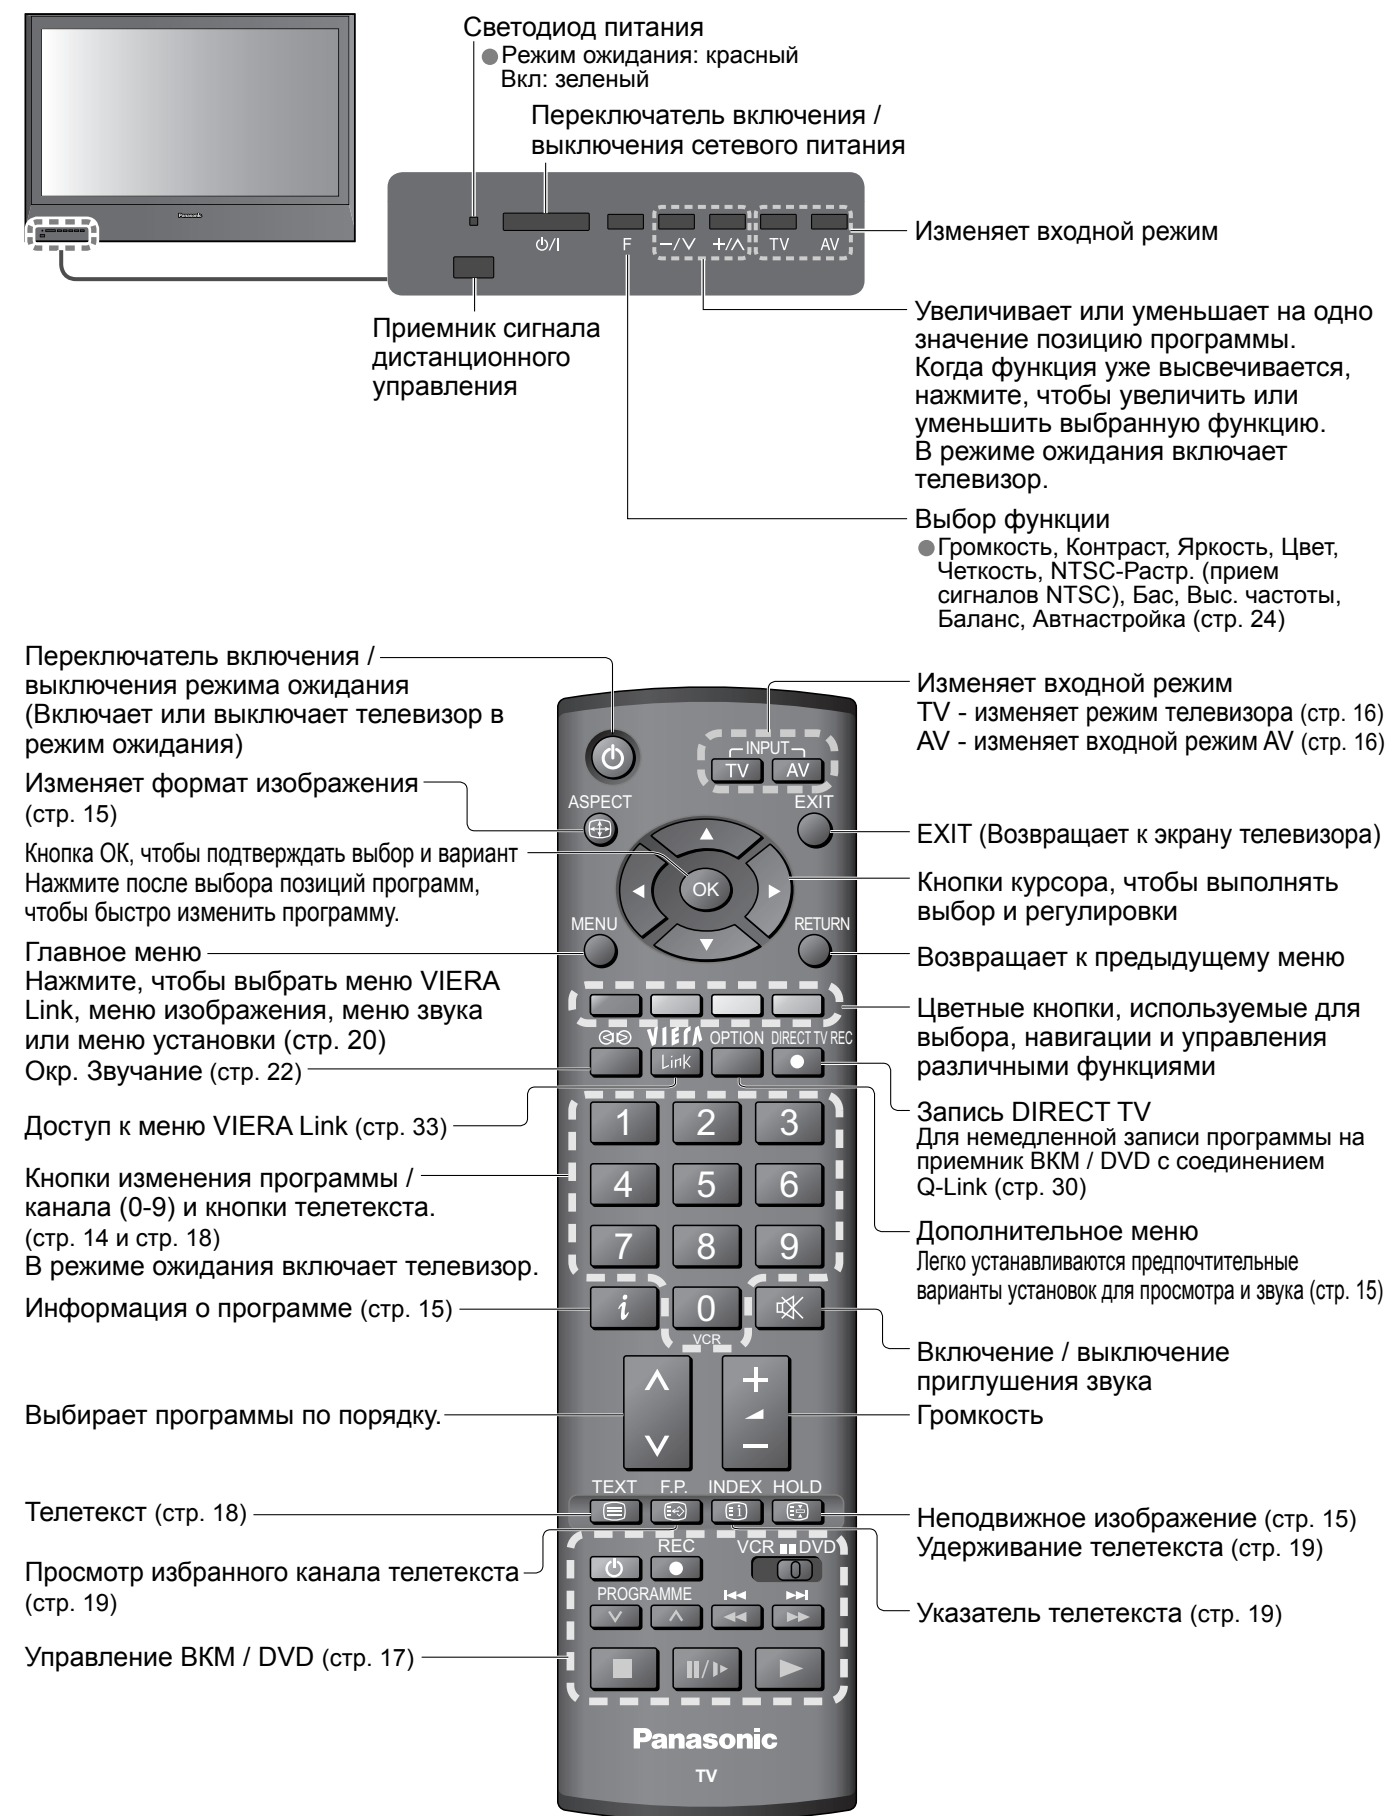 Светодиод питания
Режим ожидания: красный
Вкл: зеленый
Переключатель включения /
выключения сетевого питания
Panasonic
⏻/I
F
−/∨
+/∧
TV
AV
Изменяет входной режим
Приемник сигнала
дистанционного
управления
Увеличивает или уменьшает на одно
значение позицию программы.
Когда функция уже высвечивается,
нажмите, чтобы увеличить или
уменьшить выбранную функцию.
В режиме ожидания включает
телевизор.
Выбор функции
Громкость, Контраст, Яркость, Цвет,
Четкость, NTSC-Растр. (прием
сигналов NTSC), Бас, Выс. частоты,
Баланс, Автнастройка (стр. 24)
Переключатель включения /
выключения режима ожидания
(Включает или выключает телевизор в
режим ожидания)
Изменяет формат изображения
(стр. 15)
Кнопка ОК, чтобы подтверждать выбор и вариант
Нажмите после выбора позиций программ,
чтобы быстро изменить программу.
Главное меню
Нажмите, чтобы выбрать меню VIERA
Link, меню изображения, меню звука
или меню установки (стр. 20)
Окр. Звучание (стр. 22)
Доступ к меню VIERA Link (стр. 33)
Кнопки изменения программы /
канала (0-9) и кнопки телетекста.
(стр. 14 и стр. 18)
В режиме ожидания включает телевизор.
Информация о программе (стр. 15)
Выбирает программы по порядку.
Телетекст (стр. 18)
Просмотр избранного канала телетекста
(стр. 19)
Управление ВКМ / DVD (стр. 17)
INPUT
TV AV
ASPECT EXIT
OK
MENU RETURN
VIERA OPTION DIRECT TV REC
Link
1 2 3
4 5 6
7 8 9
i 0
VCR
+
−
TEXT F.P. INDEX HOLD
REC VCR DVD
PROGRAMME
Panasonic
TV
Изменяет входной режим
TV - изменяет режим телевизора (стр. 16)
AV - изменяет входной режим AV (стр. 16)
EXIT (Возвращает к экрану телевизора)
Кнопки курсора, чтобы выполнять
выбор и регулировки
Возвращает к предыдущему меню
Цветные кнопки, используемые для
выбора, навигации и управления
различными функциями
Запись DIRECT TV
Для немедленной записи программы на
приемник ВКМ / DVD с соединением
Q-Link (стр. 30)
Дополнительное меню
Легко устанавливаются предпочтительные
варианты установок для просмотра и звука (стр. 15)
Включение / выключение
приглушения звука
Громкость
Неподвижное изображение (стр. 15)
Удерживание телетекста (стр. 19)
Указатель телетекста (стр. 19)